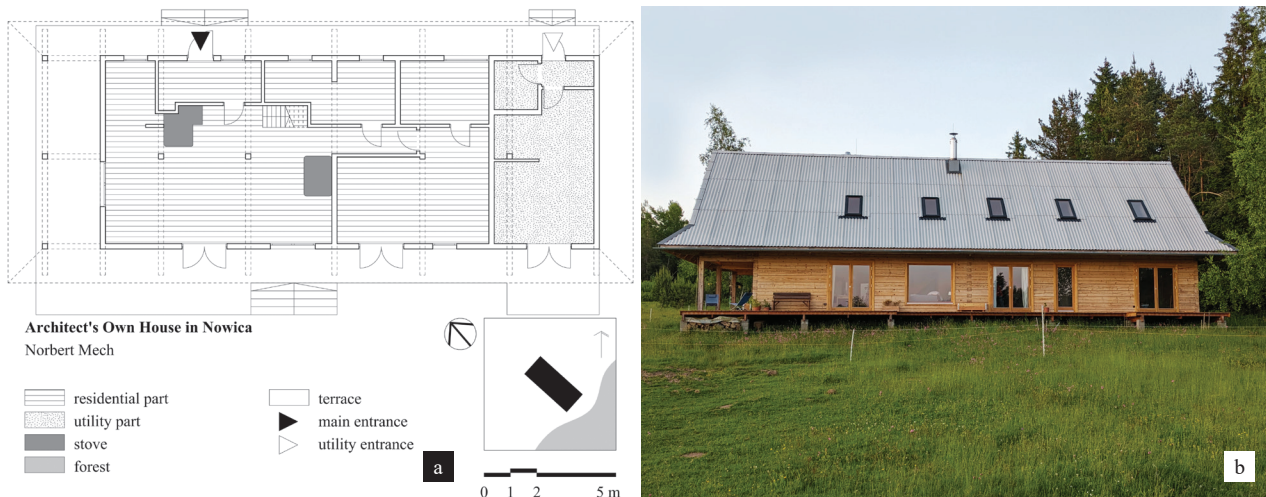 Architect's Own House in Nowica
Norbert Mech
residential part
utility part
stove
forest
terrace
main entrance
utility entrance
0 1 2 5 m
a
b